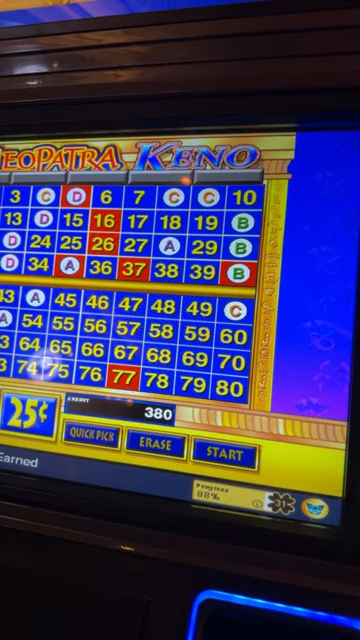 CLEOPATRA KENO
3 C D 6 7 C C 10
13 D 15 16 17 18 19 B
D 24 25 26 27 A 29 B
D 34 A 36 37 38 39 B
43 A 45 46 47 48 49 C
A 54 55 56 57 58 59 60
3 64 65 66 67 68 69 70
3 74 75 76 77 78 79 80
25¢
CREDIT
380
QUICK PICK ERASE START
Earned
Progress
88%
31